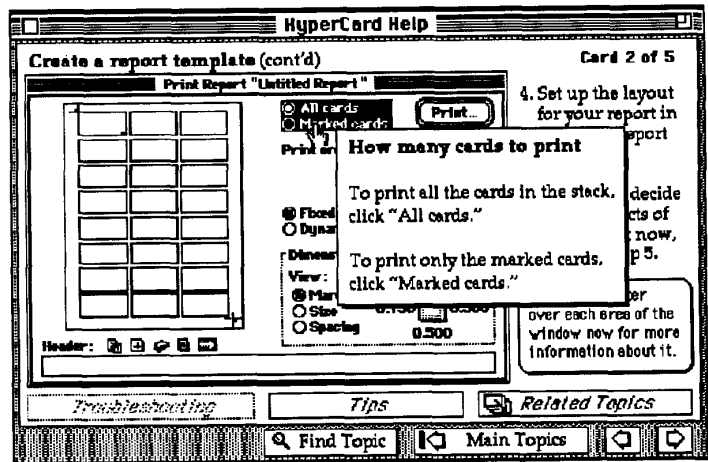 HyperCard Help
Create a report template (cont'd)
Card 2 of 5
Print Report "Untitled Report"
All cards
Marked cards
Print...
4. Set up the layout
for your report in
How many cards to print
To print all the cards in the stack,
click “All cards.”
To print only the marked cards,
click “Marked cards.”
decide
now,
p 5.
Fixed
View:
Size
Spacing
0.500
over each area of the
window now for more
information about it.
Header:
Troubleshooting
Tips
Related Topics
Find Topic
Main Topics